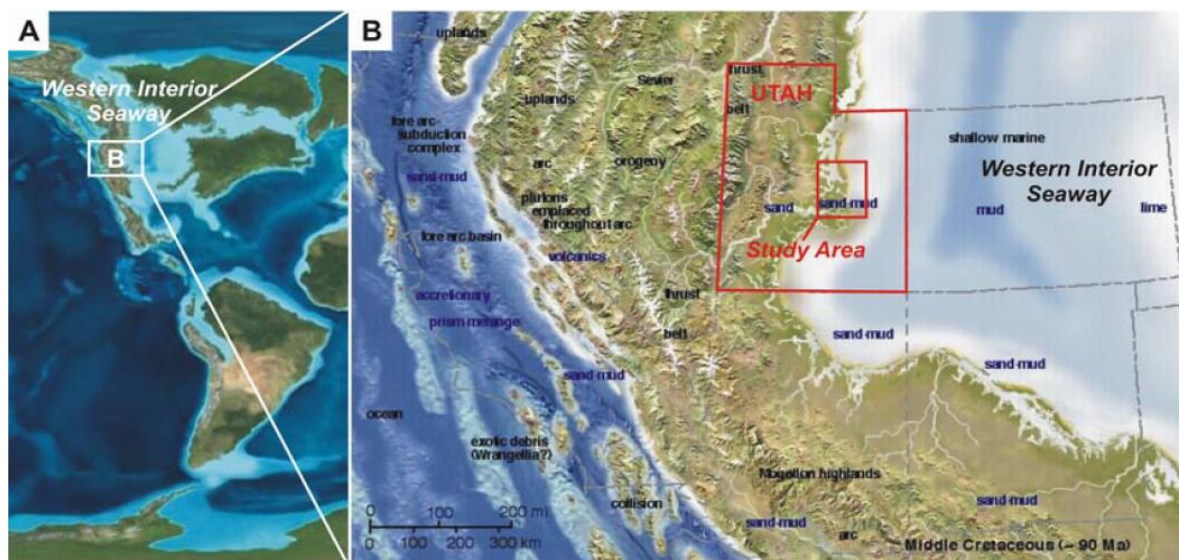 A
Western Interior
Seaway
B
B
uplands
thrust
Sevier
UTAH
uplands
belt
fore arc-
subduction
complex
shallow marine
arc
orogeny
Western Interior
Seaway
sand-mud
plutons
emplaced
throughout arc
sand
sand-mud
mud
lime
fore arc basin
volcanics
Study Area
accretionary
thrust
prism-melange
belt
sand-mud
sand-mud
sand-mud
ocean
exotic debris
(Wrangellia?)
Mogollon highlands
collision
sand-mud
0 100 200 mi
0 100 200 300 km
sand-mud
arc
Middle Cretaceous (~ 90 Ma)